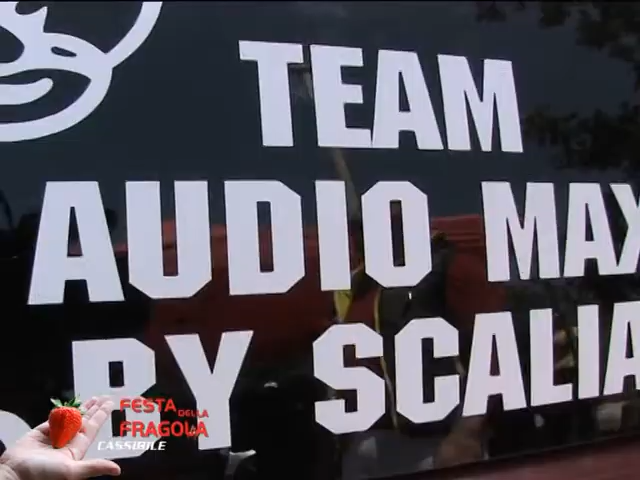 TEAM
AUDIO MAX
BY SCALIA
FESTA DELLA
FRAGOLA
CASSIBILE